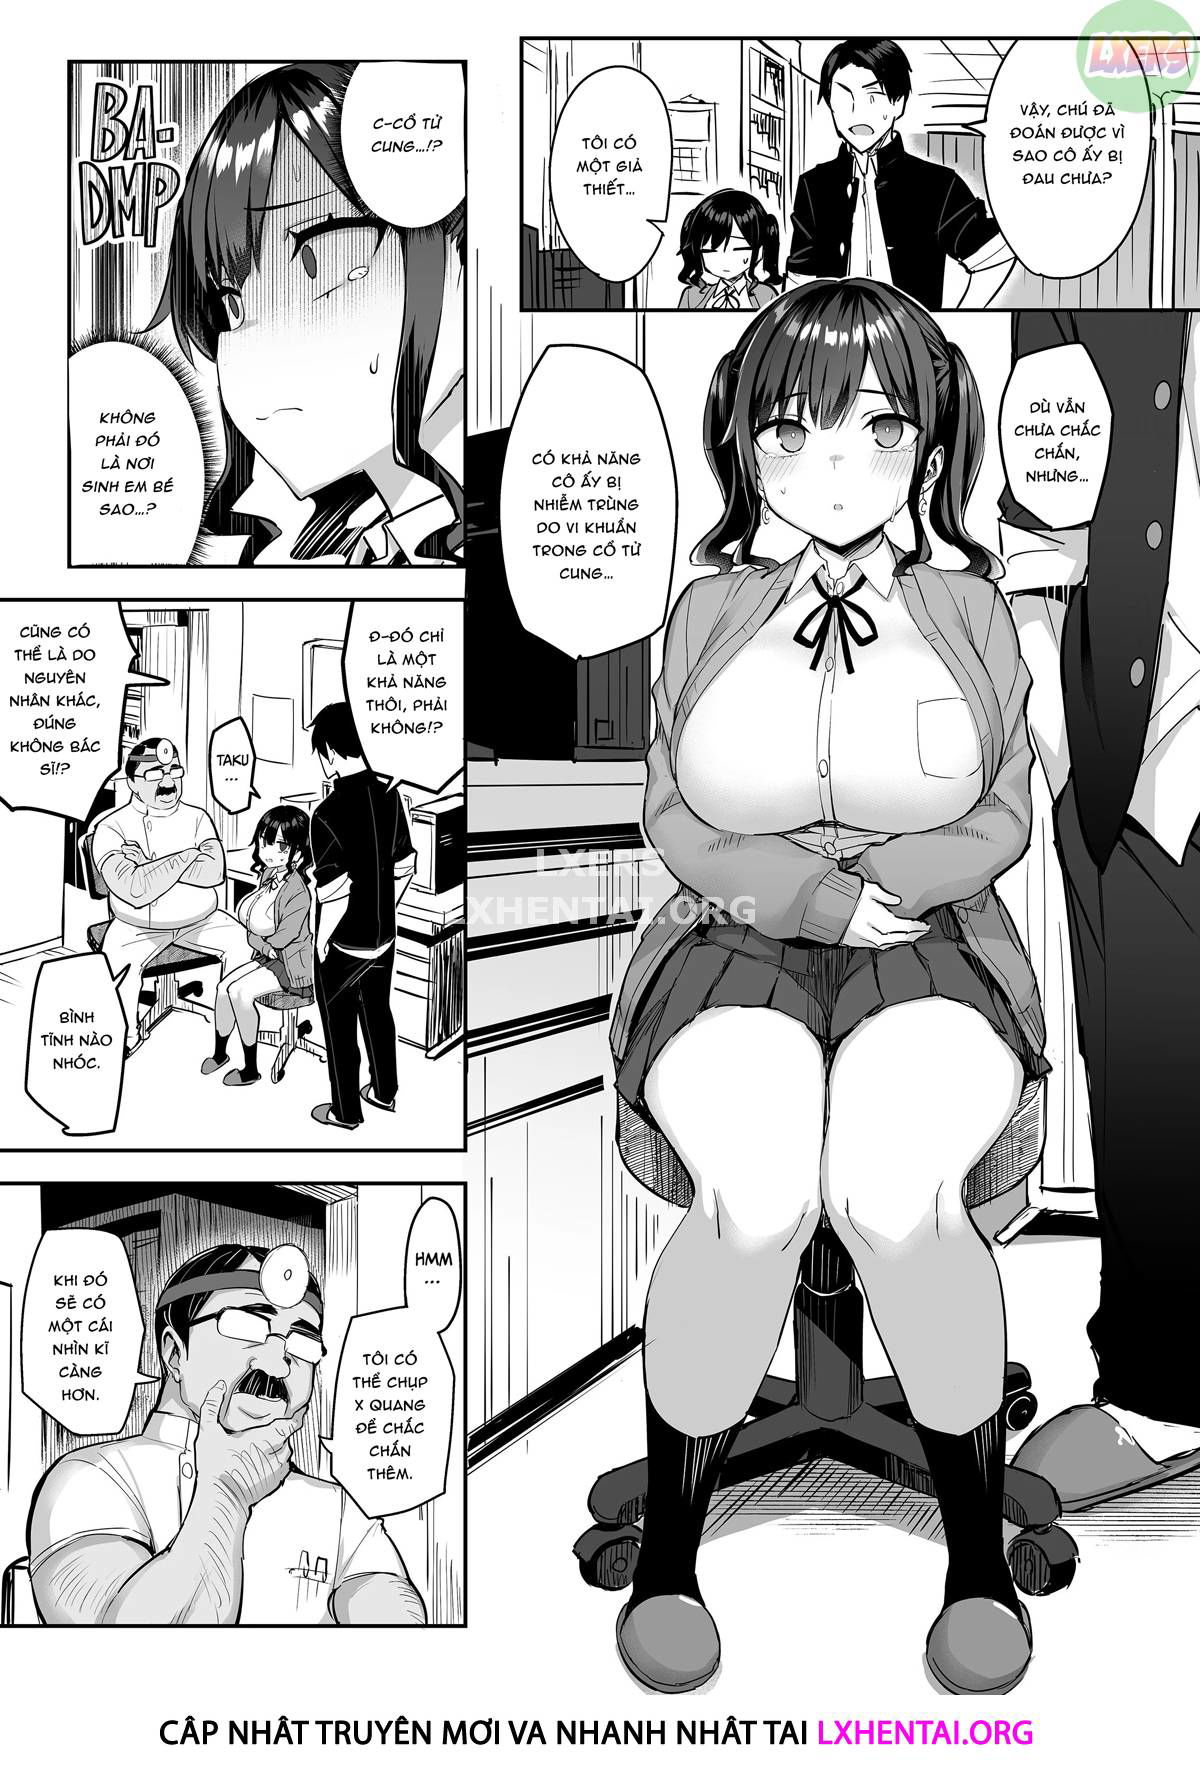 LXERS
VẬY, CHÚ ĐÃ
ĐOÁN ĐƯỢC VÌ
SAO CÔ ẤY BỊ
ĐAU CHƯA?
TÔI CÓ
MỘT GIẢ
THIẾT...
DÙ VẪN
CHƯA CHẮC
CHẮN,
NHƯNG...
CÓ KHẢ NĂNG
CÔ ẤY BỊ
NHIỄM TRÙNG
DO VI KHUẨN
TRONG CỔ TỬ
CUNG...
C-CỔ TỬ
CUNG...!?
BA-
DMP
KHÔNG
PHẢI ĐÓ
LÀ NƠI
SINH EM BÉ
SAO...?
Đ-ĐÓ CHỈ
LÀ MỘT
KHẢ NĂNG
THÔI, PHẢI
KHÔNG!?
TAKU
...
CŨNG CÓ
THỂ LÀ DO
NGUYÊN
NHÂN KHÁC,
ĐÚNG
KHÔNG BÁC
SĨ!?
BÌNH
TĨNH NÀO
NHÓC.
HMM
...
TÔI CÓ
THỂ CHỤP
X QUANG
ĐỂ CHẮC
CHẮN
THÊM.
KHI ĐÓ
SẼ CÓ
MỘT CÁI
NHÌN KĨ
CÀNG
HƠN.
LXERS
LXHENTAI.ORG
CẬP NHẬT TRUYỆN MƠI VA NHANH NHẤT TAI LXHENTAI.ORG